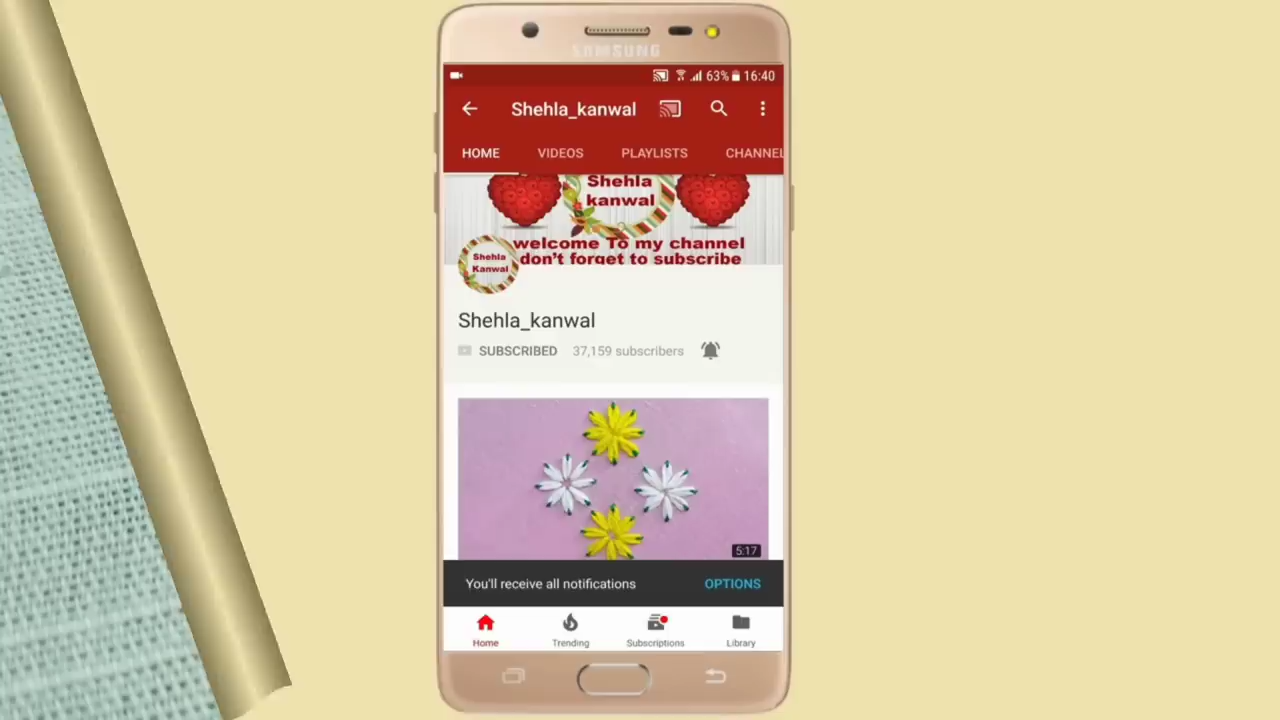 SAMSUNG
63% 16:40
Shehla_kanwal
HOME VIDEOS PLAYLISTS CHANNEL
Shehla
kanwal
welcome To my channel
don't forget to subscribe
Shehla
Kanwal
Shehla_kanwal
SUBSCRIBED 37,159 subscribers
5:17
You'll receive all notifications OPTIONS
Home Trending Subscriptions Library